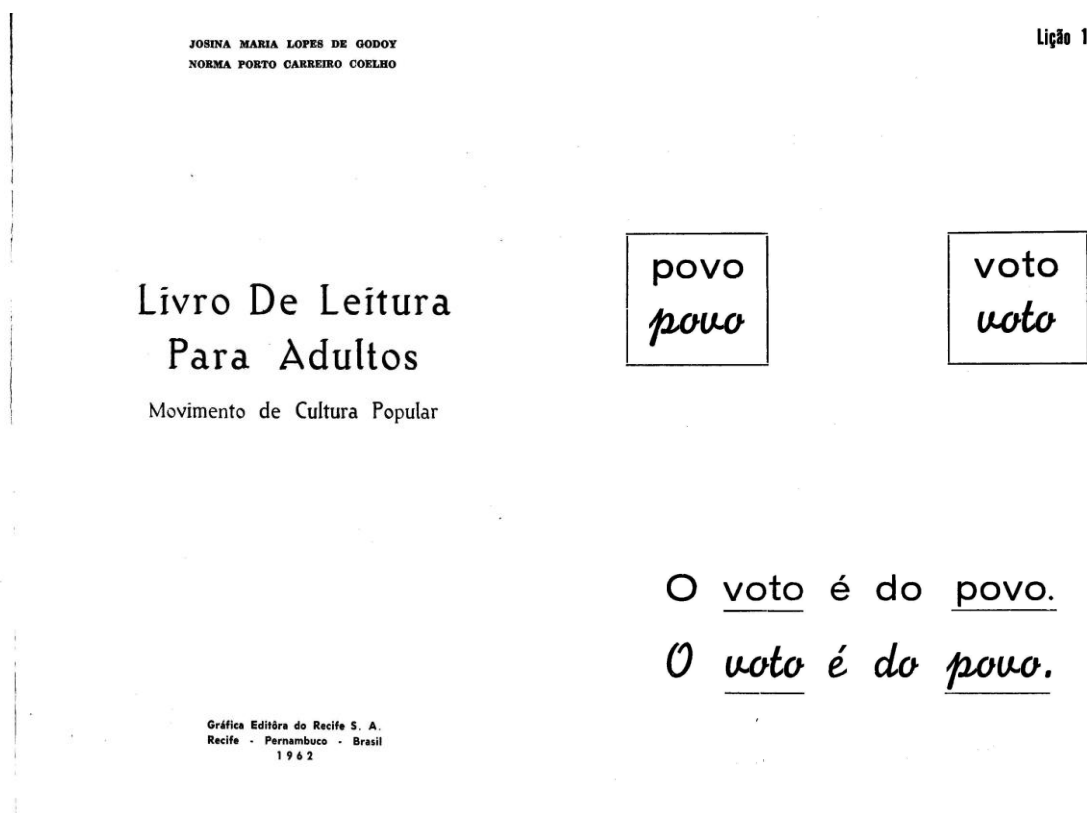 JOSINA MARIA LOPES DE GODOY
NORMA PORTO CARREIRO COELHO
Livro De Leitura
Para Adultos
Movimento de Cultura Popular
Gráfica Editôra do Recife S. A.
Recife - Pernambuco - Brasil
1962
Lição 1
povo
povo
voto
voto
O voto é do povo.
O voto é do povo.